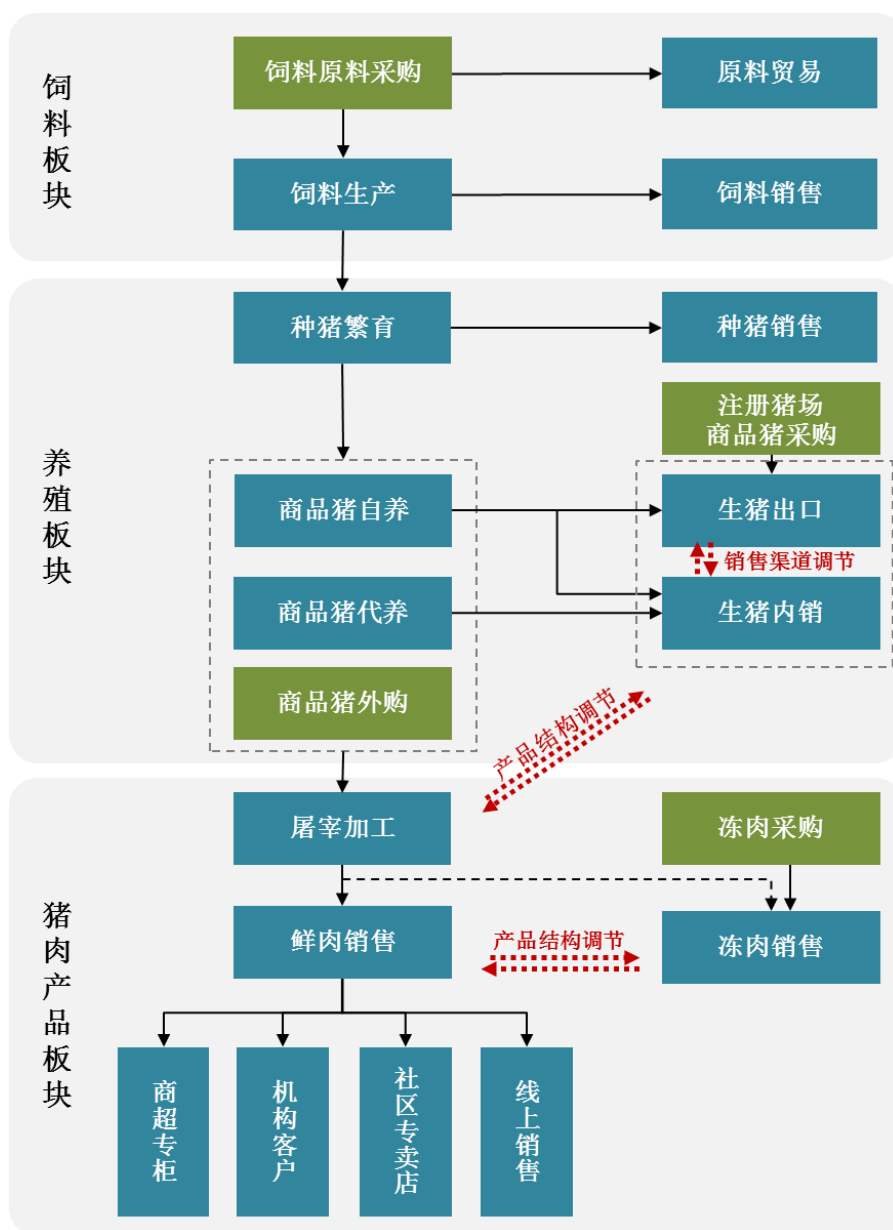 饲料板块
饲料原料采购
原料贸易
饲料生产
饲料销售
养殖板块
种猪繁育
种猪销售
注册猪场
商品猪采购
商品猪自养
生猪出口
销售渠道调节
商品猪代养
生猪内销
商品猪外购
产品结构调节
猪肉产品板块
屠宰加工
冻肉采购
鲜肉销售
产品结构调节
冻肉销售
商超专柜
机构客户
社区专卖店
线上销售